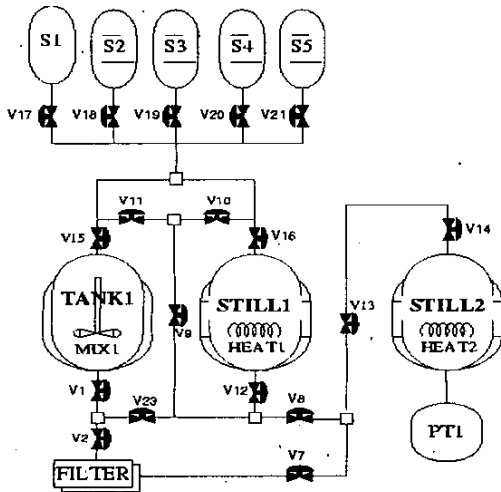 S1 S2 S3 S4 S5
V17 V18 V19 V20 V21
V11 V10
V15 V16 V14
TANK1 STILL1 STILL2
V9 V13
MIX1 HEAT1 HEAT2
V1 V12
V23 V8
V2 PT1
FILTER V7